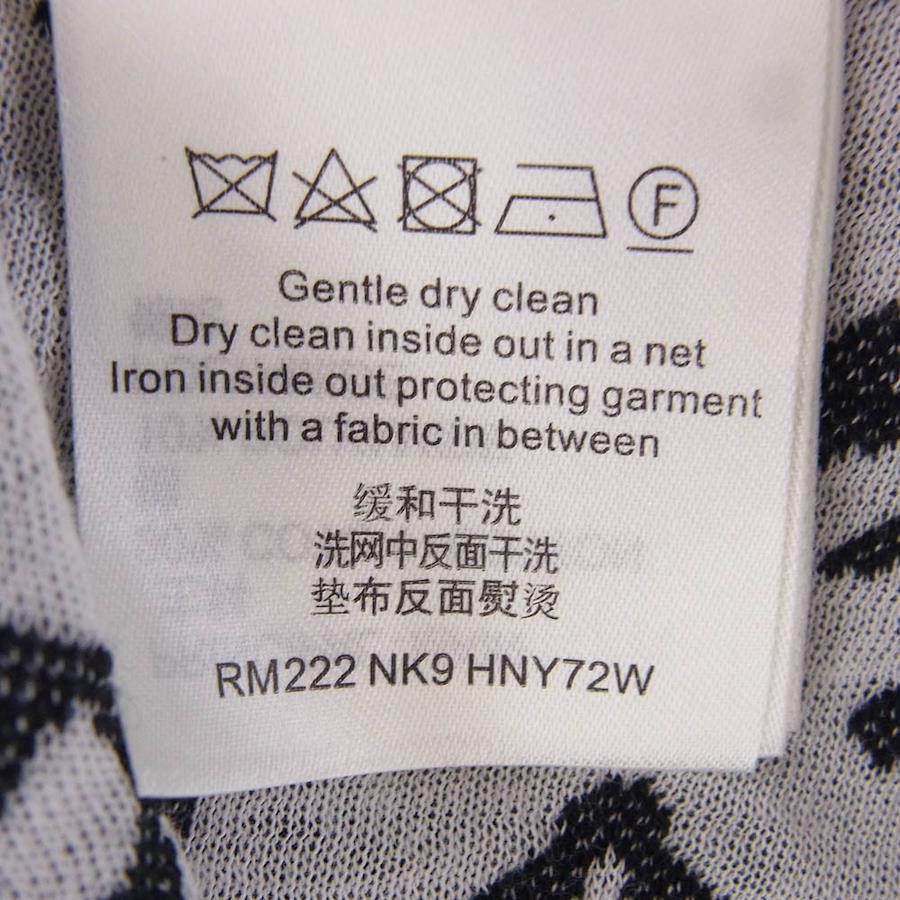 F
Gentle dry clean
Dry clean inside out in a net
Iron inside out protecting garment
with a fabric in between
缓和干洗
洗网中反面干洗
垫布反面熨烫
RM222 NK9 HNY72W